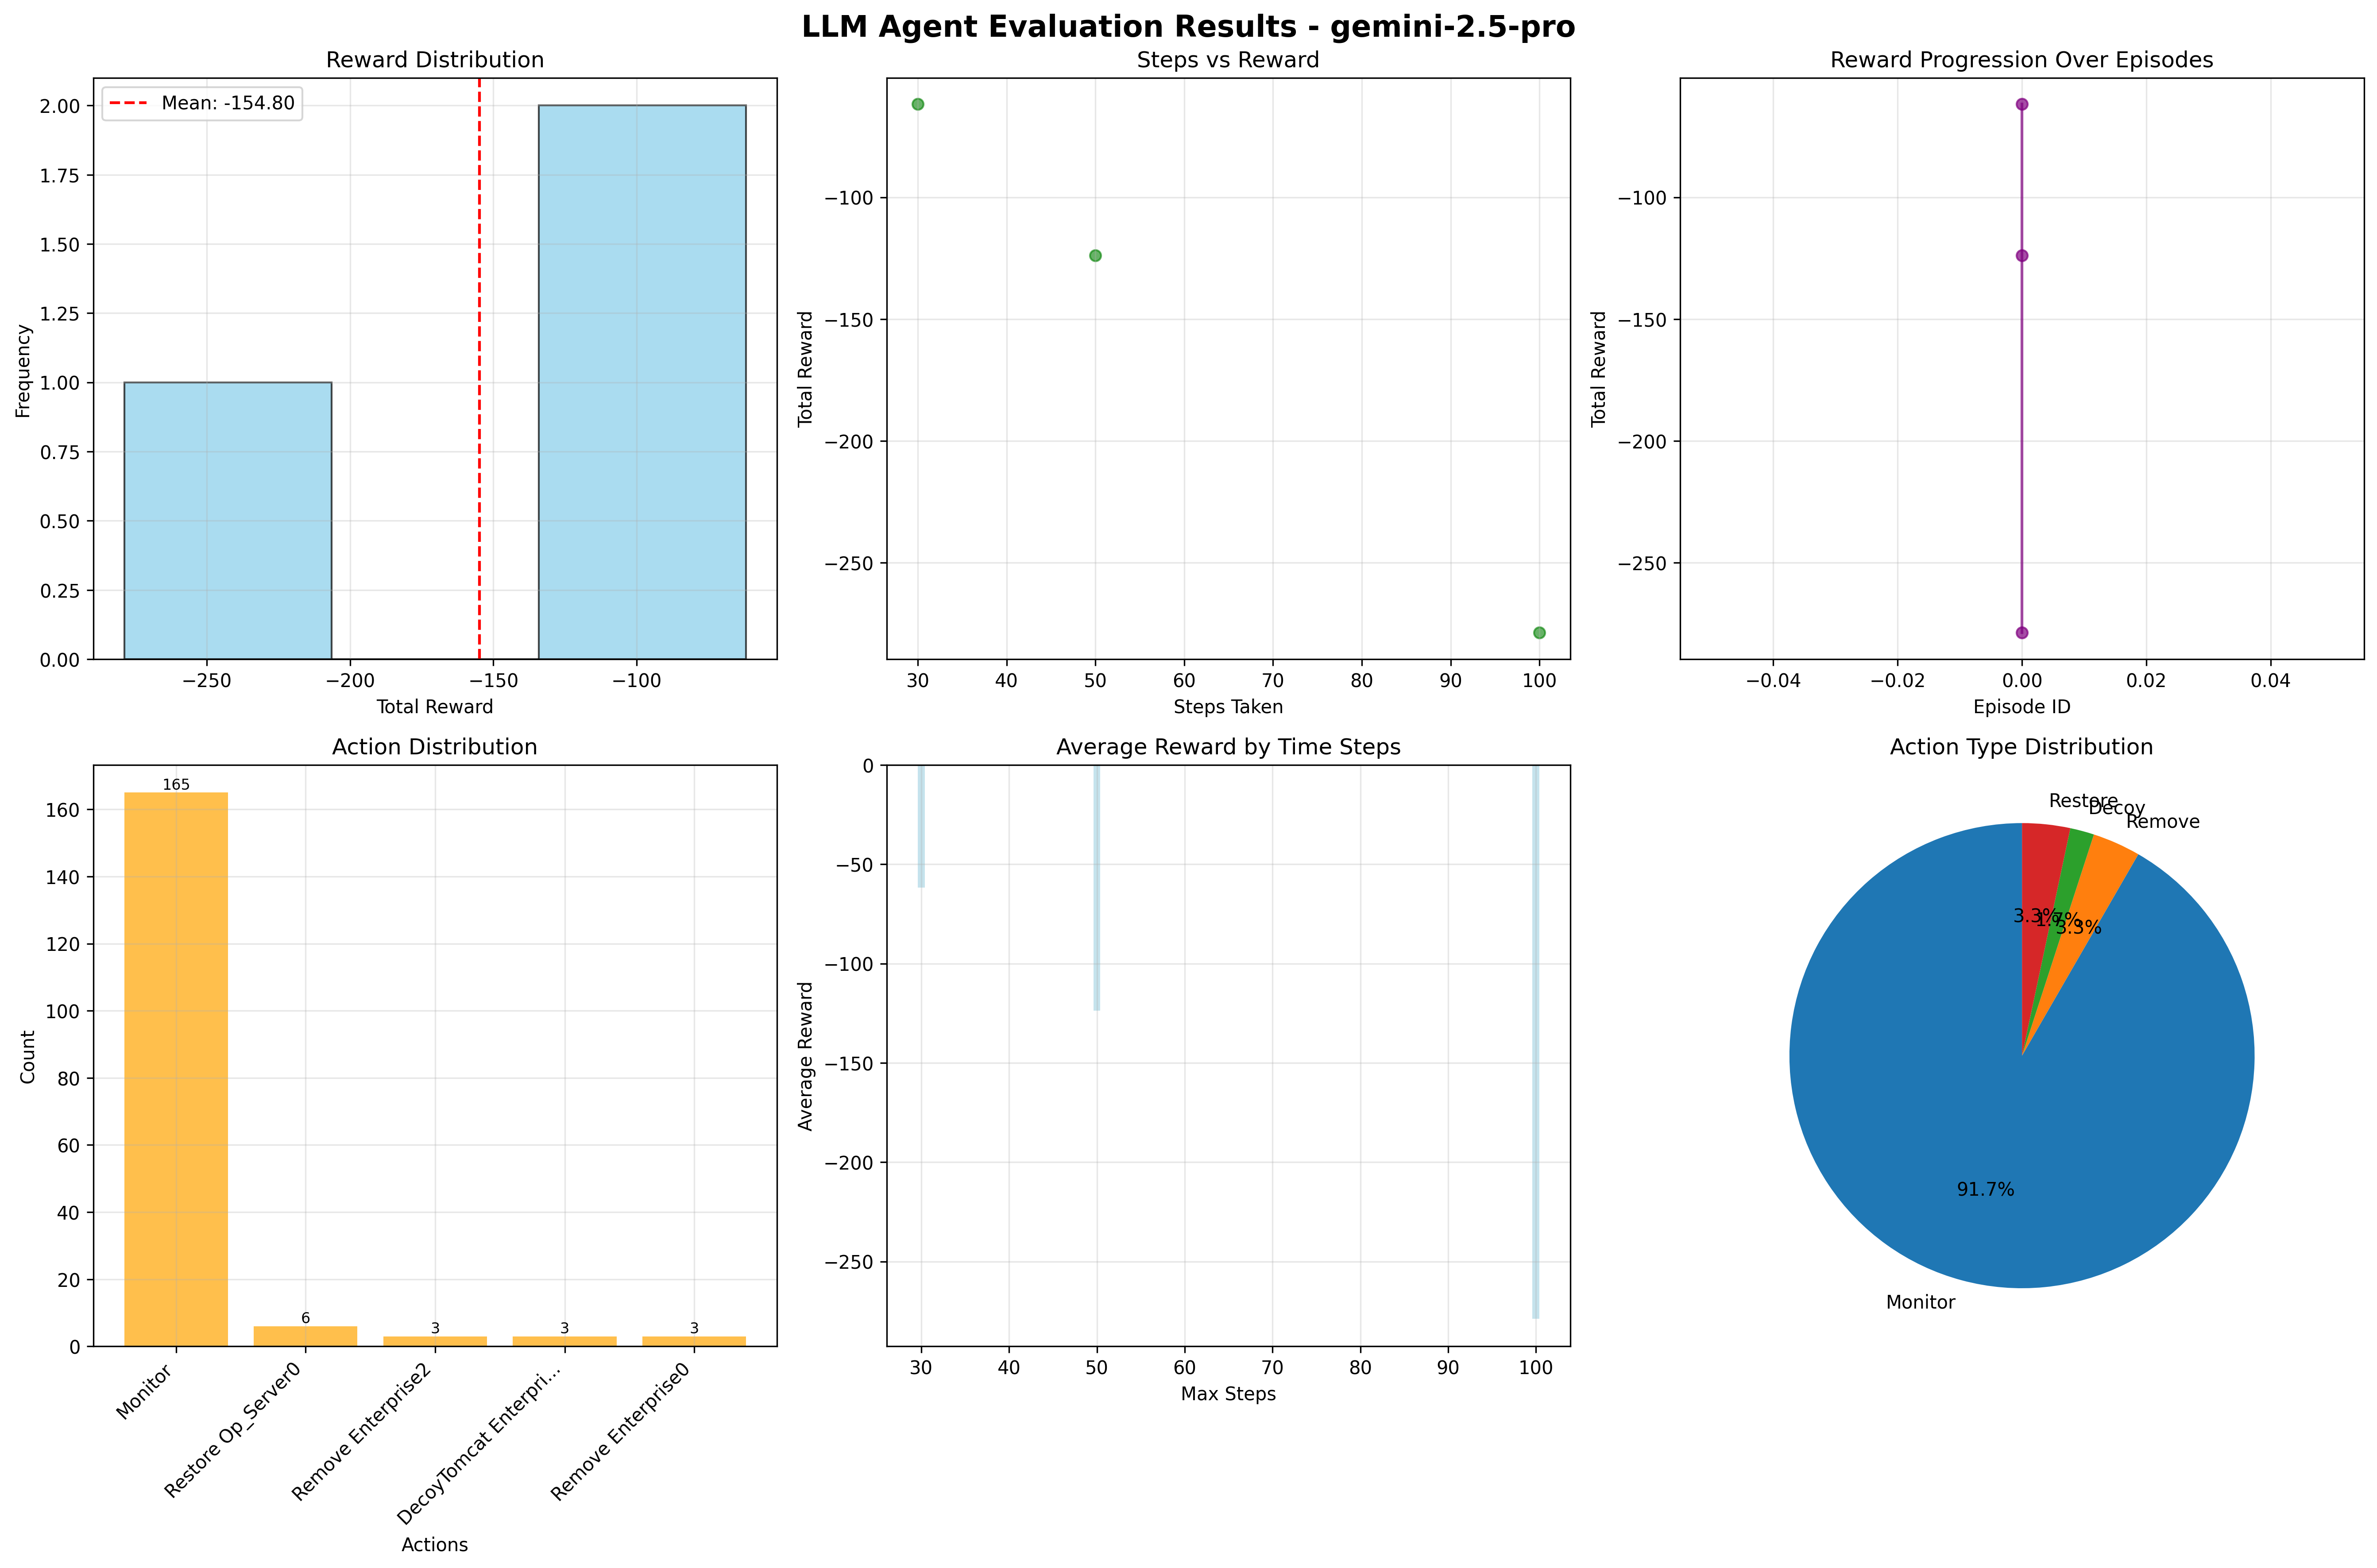 LLM Agent Evaluation Results - gemini-2.5-pro
Reward Distribution
Mean: -154.80
2.00
1.75
1.50
1.25
1.00
0.75
0.50
0.25
0.00
Frequency
−250 −200 −150 −100
Total Reward
Steps vs Reward
−100
−150
−200
−250
Total Reward
30 40 50 60 70 80 90 100
Steps Taken
Reward Progression Over Episodes
−100
−150
−200
−250
Total Reward
−0.04 −0.02 0.00 0.02 0.04
Episode ID
Action Distribution
165
6
3
3
3
160
140
120
100
80
60
40
20
0
Count
Monitor
Restore Op_Server0
Remove Enterprise2
DecoyTomcat Enterpri...
Remove Enterprise0
Actions
Average Reward by Time Steps
0
−50
−100
−150
−200
−250
Average Reward
30 40 50 60 70 80 90 100
Max Steps
Action Type Distribution
Restore
Decoy
Remove
3.3%
1.7%
3.3%
91.7%
Monitor